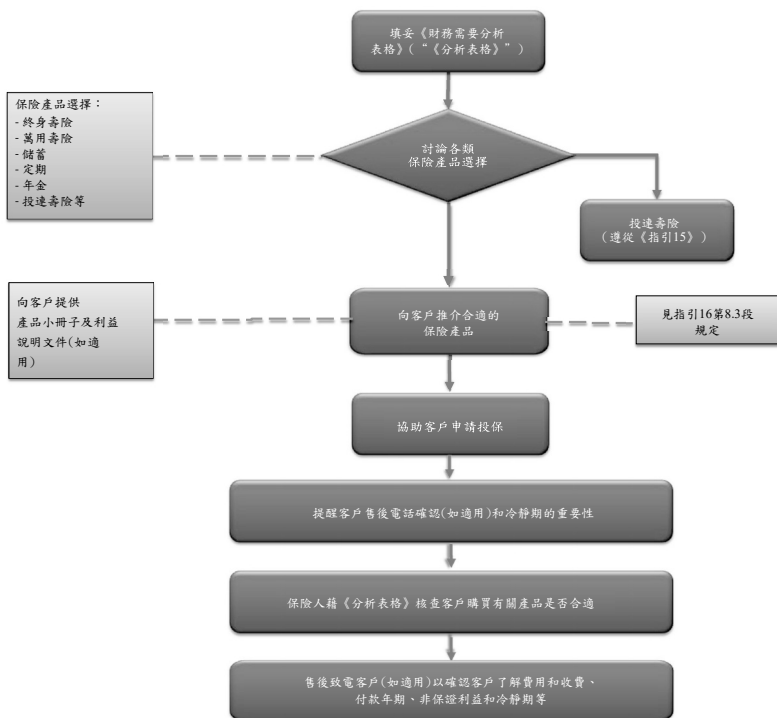 填妥《財務需要分析
表格》(“《分析表格》”)
保險產品選擇：
- 終身壽險
- 萬用壽險
- 儲蓄
- 定期
- 年金
- 投連壽險等
討論各類
保險產品選擇
投連壽險
(遵從《指引15》)
向客戶提供
產品小冊子及利益
說明文件(如適
用)
向客戶推介合適的
保險產品
見指引16第8.3段
規定
協助客戶申請投保
提醒客戶售後電話確認(如適用)和冷靜期的重要性
保險人藉《分析表格》核查客戶購買有關產品是否合適
售後致電客戶(如適用)以確認客戶了解費用和收費、
付款年期、非保證利益和冷靜期等